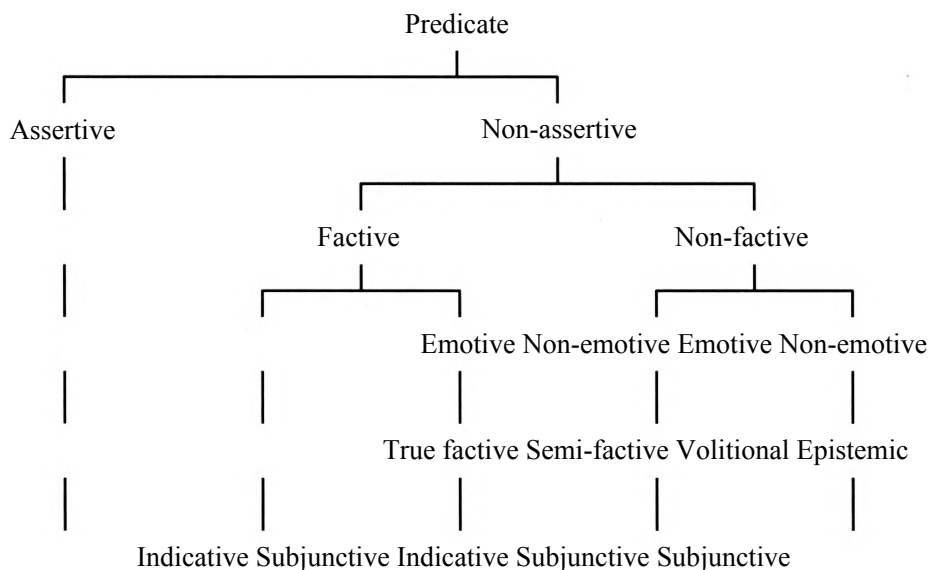 Predicate
Assertive Non-assertive
Factive Non-factive
Emotive Non-emotive Emotive Non-emotive
True factive Semi-factive Volitional Epistemic
Indicative Subjunctive Indicative Subjunctive Subjunctive